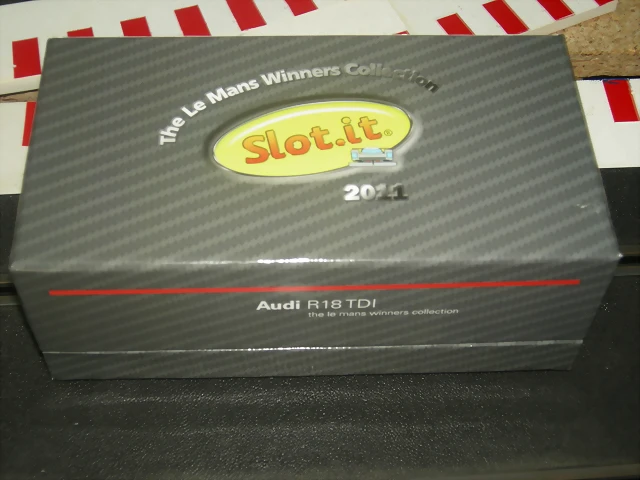 The Le Mans Winners Collection
Slot.it®
2011
Audi R18 TDI
the le mans winners collection